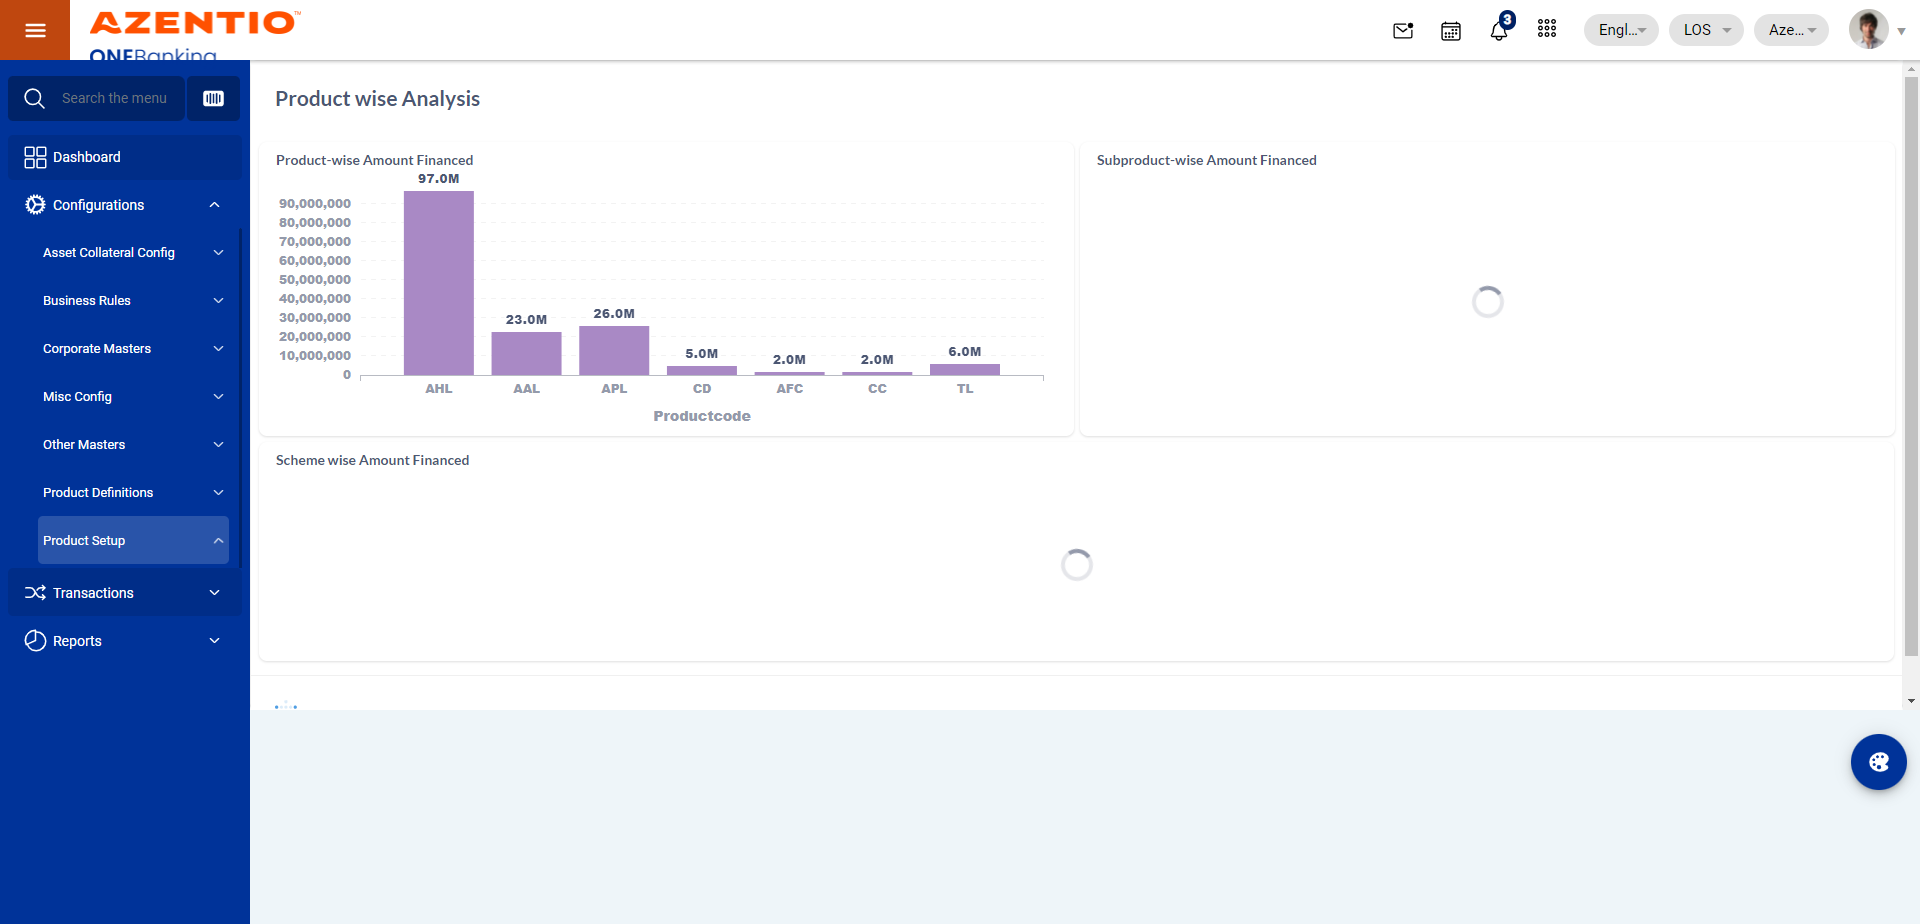 AZENTIO™
ONEBanking
3
Engl...
LOS
Aze...
Search the menu
Dashboard
Configurations
Asset Collateral Config
Business Rules
Corporate Masters
Misc Config
Other Masters
Product Definitions
Product Setup
Transactions
Reports
Product wise Analysis
Product-wise Amount Financed
97.0M
90,000,000
80,000,000
70,000,000
60,000,000
50,000,000
40,000,000
30,000,000
20,000,000
10,000,000
0
23.0M
26.0M
5.0M
2.0M
2.0M
6.0M
AHL AAL APL CD AFC CC TL
Productcode
Subproduct-wise Amount Financed
Scheme wise Amount Financed